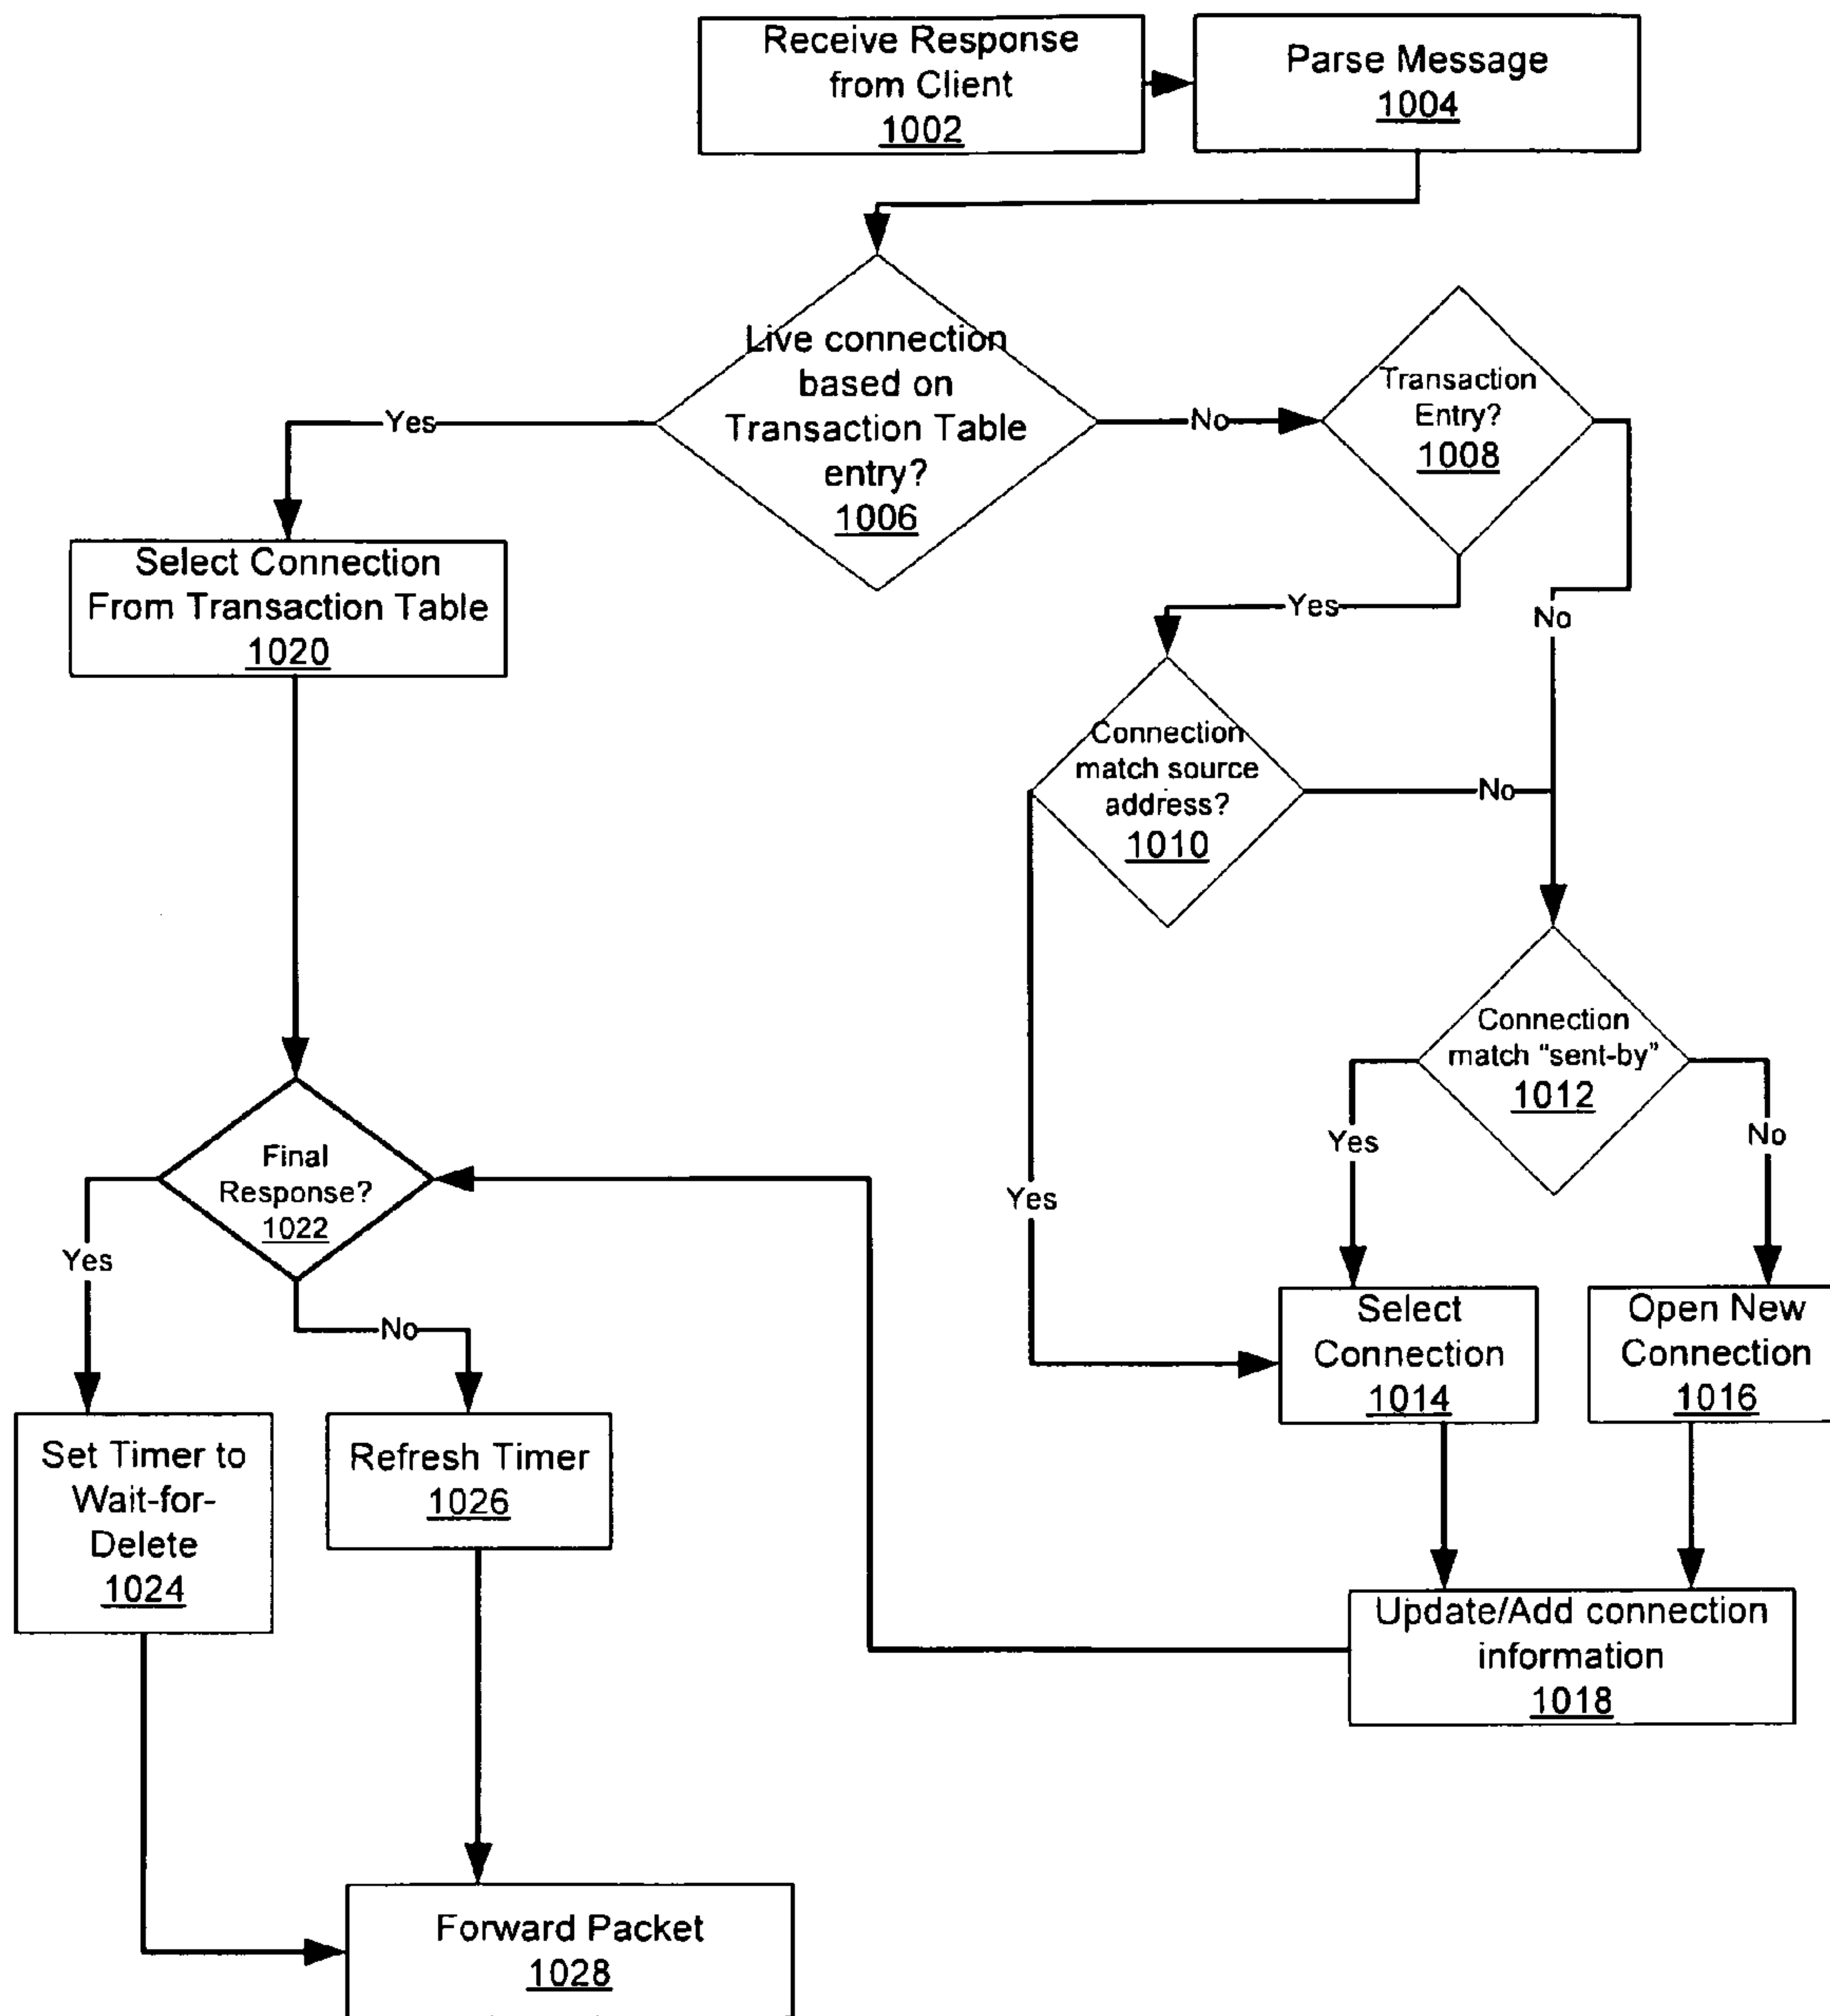 Receive Response
from Client
1002
Parse Message
1004
Live connection
based on
Transaction Table
entry?
1006
Yes
No
Transaction
Entry?
1008
Yes
No
Select Connection
From Transaction Table
1020
Connection
match source
address?
1010
No
Yes
Connection
match “sent-by”
1012
Yes
No
Final
Response?
1022
Yes
No
Select
Connection
1014
Open New
Connection
1016
Set Timer to
Wait-for-
Delete
1024
Refresh Timer
1026
Update/Add connection
information
1018
Forward Packet
1028